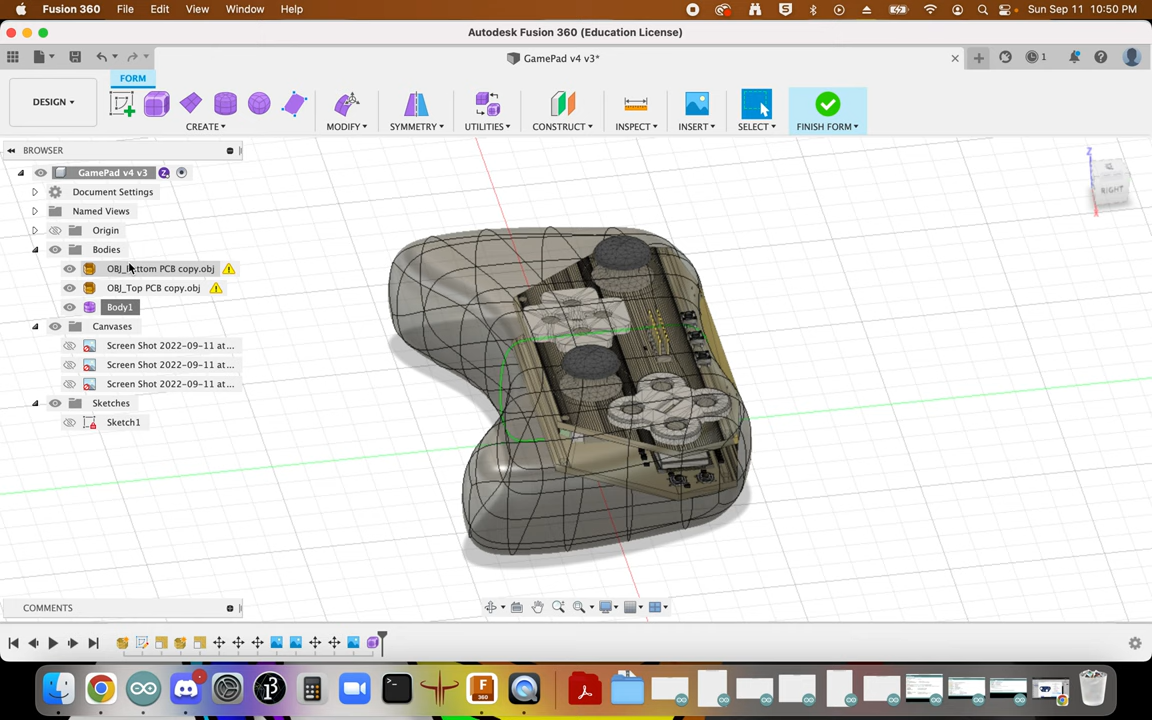 Fusion 360 File Edit View Window Help Sun Sep 11 10:50 PM
Autodesk Fusion 360 (Education License)
GamePad v4 v3*
1
FORM
DESIGN
CREATE MODIFY SYMMETRY UTILITIES CONSTRUCT INSPECT INSERT SELECT FINISH FORM
BROWSER
GamePad v4 v3
Document Settings
Named Views
Origin
Bodies
OBJ_Bottom PCB copy.obj
OBJ_Top PCB copy.obj
Body1
Canvases
Screen Shot 2022-09-11 at...
Screen Shot 2022-09-11 at...
Screen Shot 2022-09-11 at...
Sketches
Sketch1
Z
RIGHT
COMMENTS